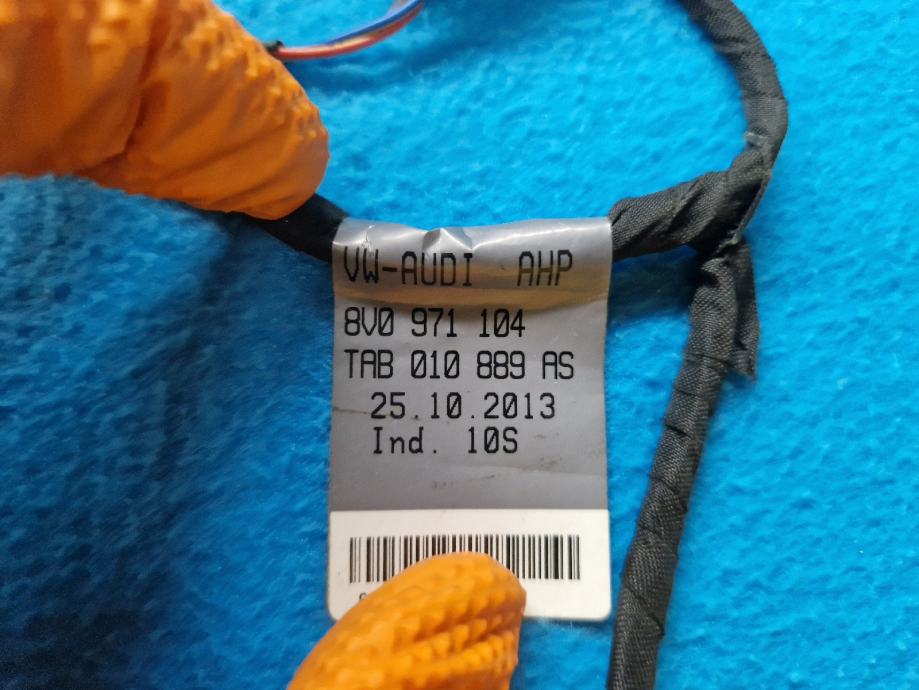 VW-AUDI AHP
8V0 971 104
TAB 010 889 AS
25.10.2013
Ind. 10S